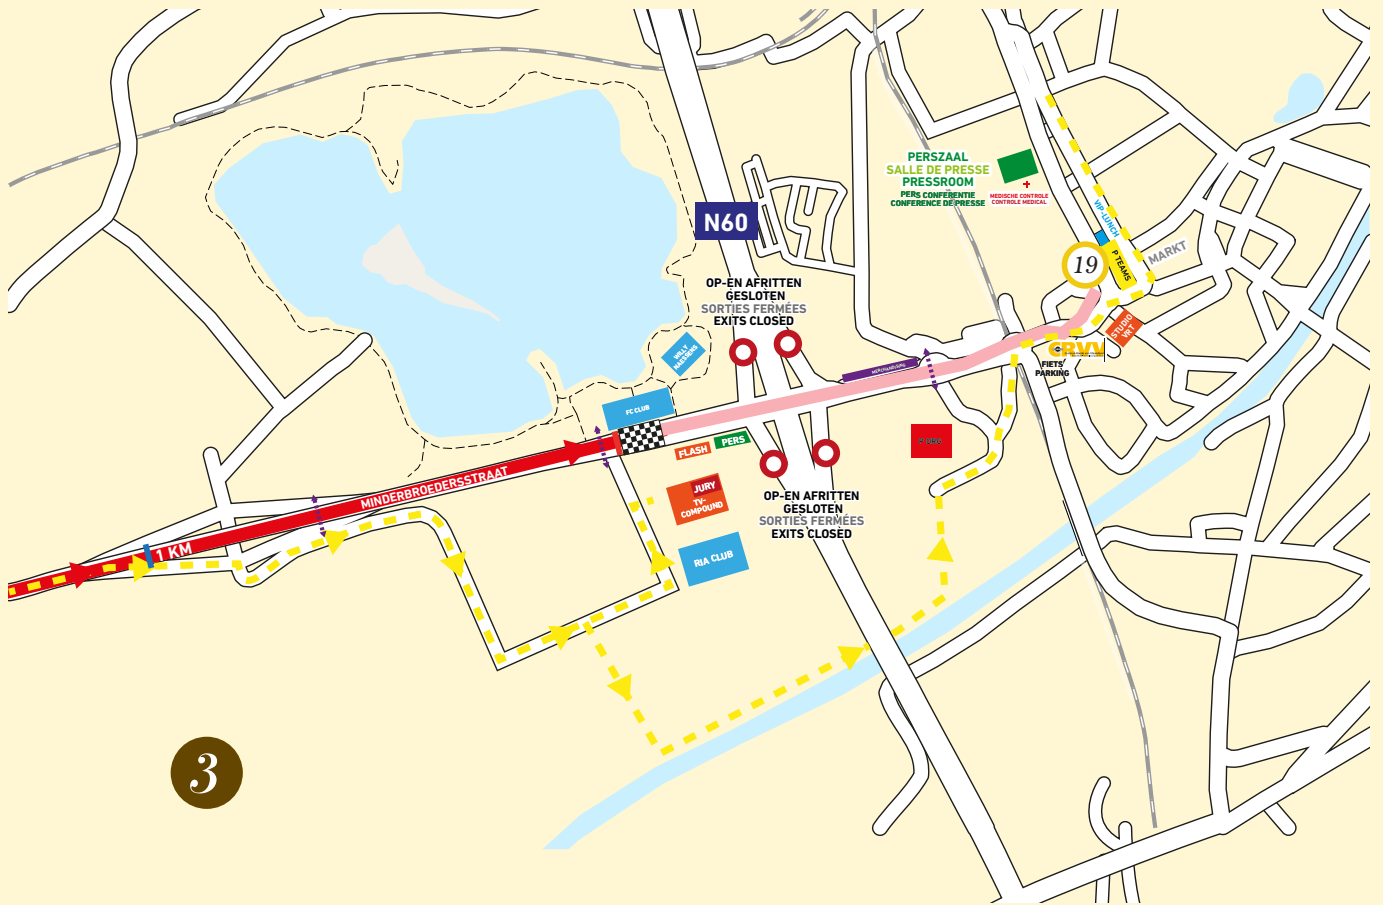 PERSZAAL
SALLE DE PRESSE
PRESSROOM
PERS CONFERENTIE
CONFERENCE DE PRESSE
MEDISCHE CONTROLE
CONTROLE MEDICAL
VIP-LUNCH
P TEAMS
MARKT
19
N60
OP-EN AFRITTEN
GESLOTEN
SORTIES FERMÉES
EXITS CLOSED
STUDIO
VRT
WILLY
NAESSENS
CRVV
FIETS
PARKING
MERCHANDISING
FC CLUB
FLASH
PERS
MINDERBROEDERSSTRAAT
JURY
TV-
COMPOUND
OP-EN AFRITTEN
GESLOTEN
SORTIES FERMÉES
EXITS CLOSED
1 KM
RIA CLUB
3